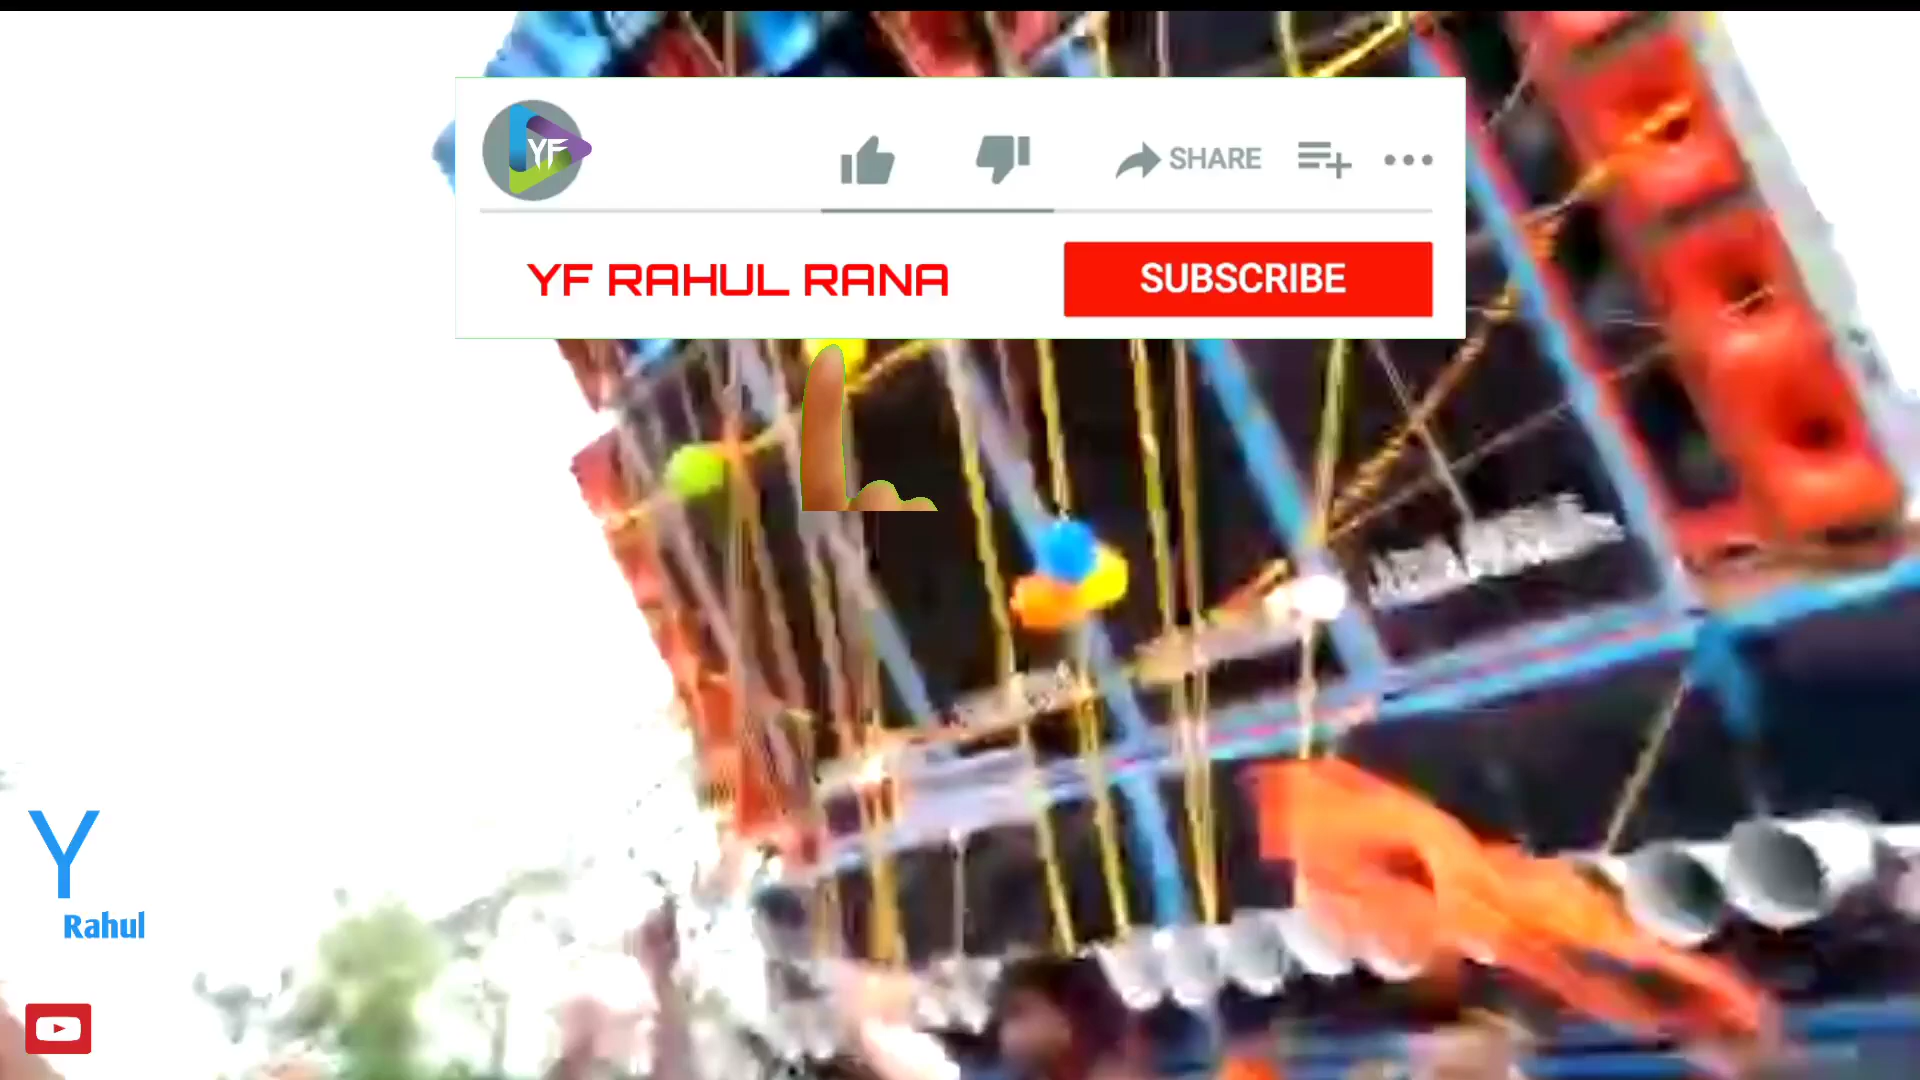 YF
SHARE
YF RAHUL RANA
SUBSCRIBE
Y
Rahul